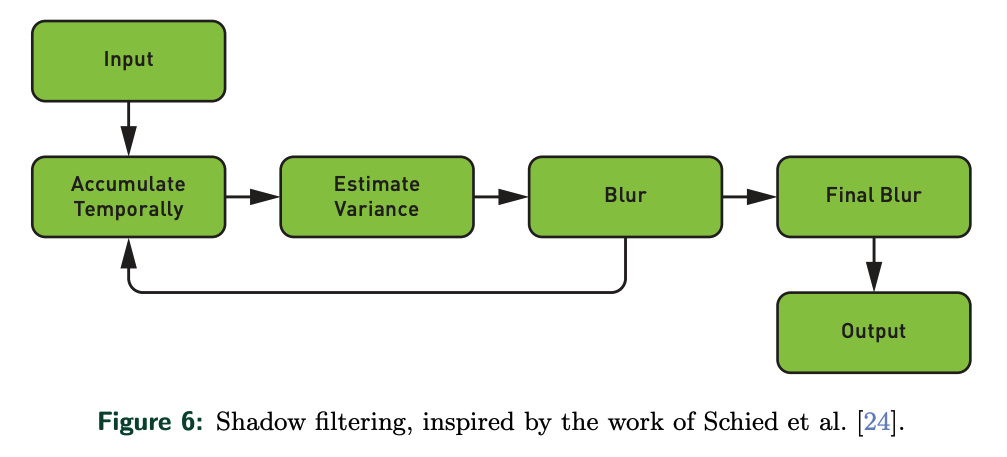 Input
Accumulate
Temporally
Estimate
Variance
Blur
Final Blur
Output
Figure 6: Shadow filtering, inspired by the work of Schied et al. [24].